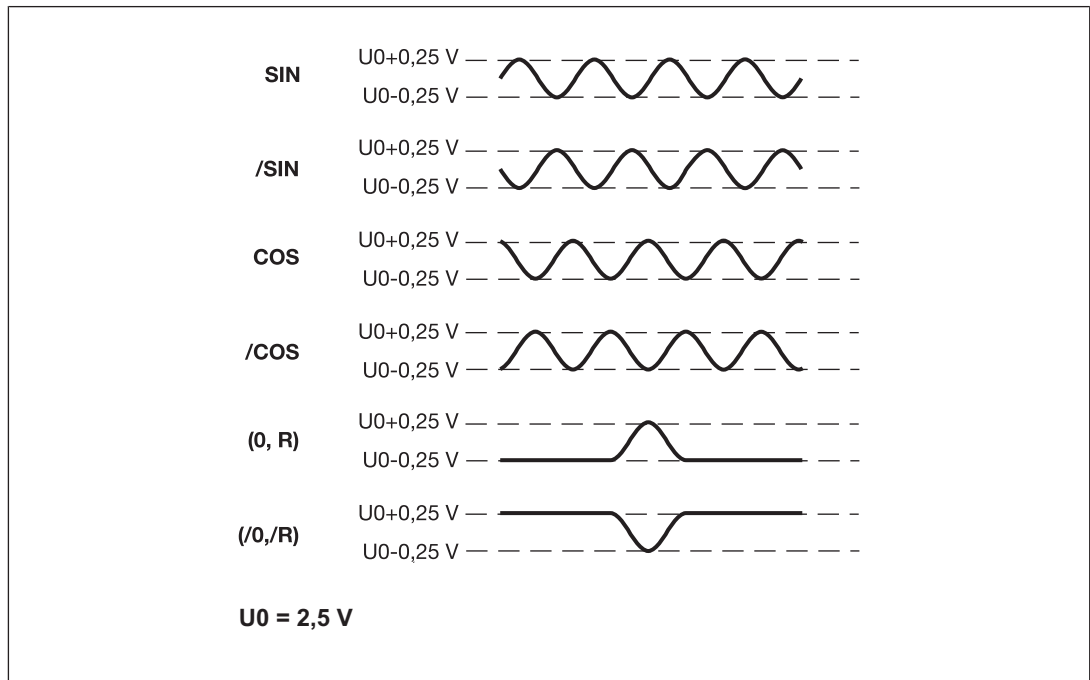 SIN
U0+0,25 V
U0-0,25 V
/SIN
U0+0,25 V
U0-0,25 V
COS
U0+0,25 V
U0-0,25 V
/COS
U0+0,25 V
U0-0,25 V
(0, R)
U0+0,25 V
U0-0,25 V
(/0,/R)
U0+0,25 V
U0-0,25 V
U0 = 2,5 V